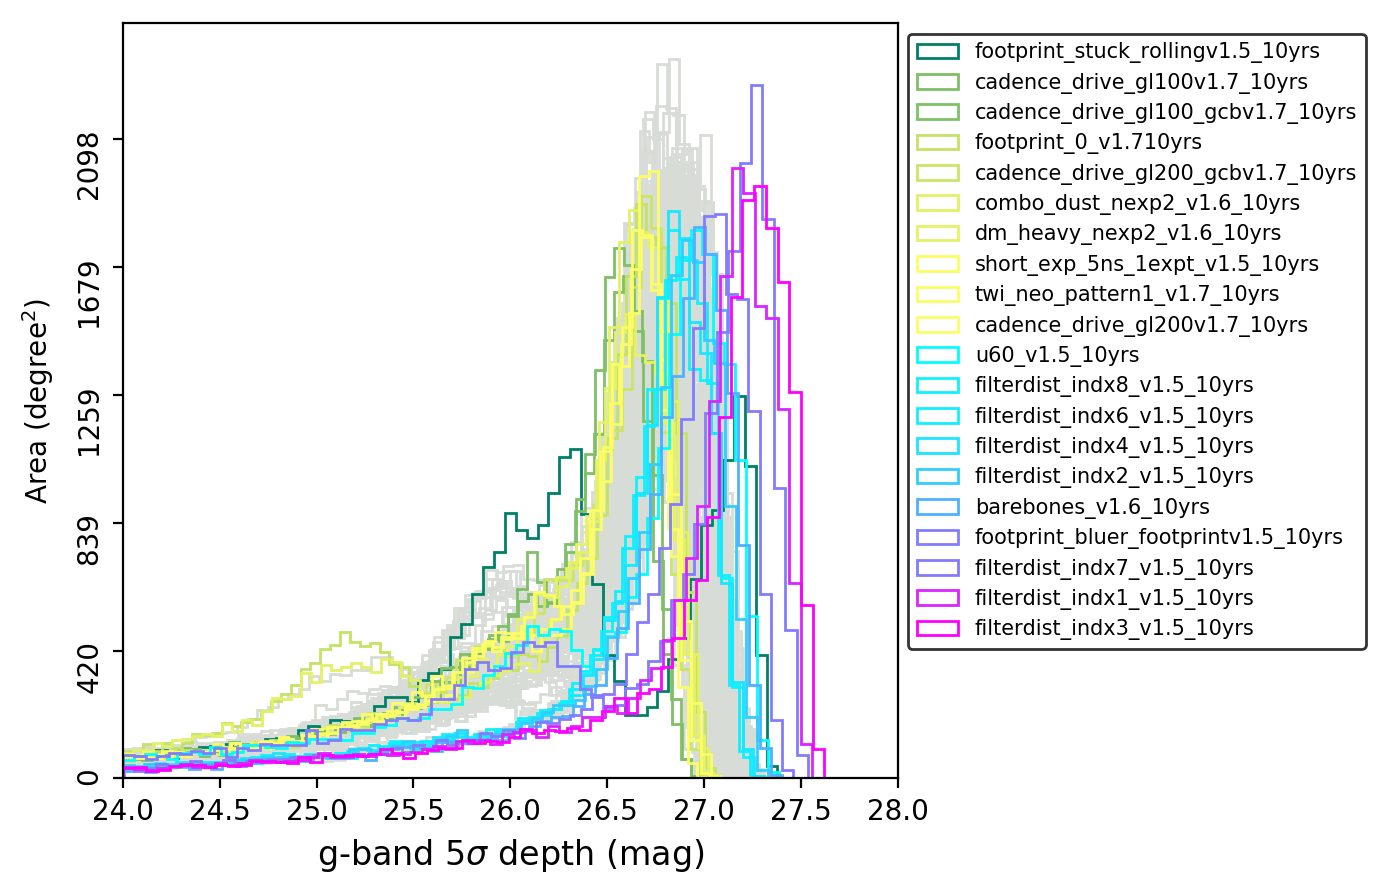 2098
1679
1259
839
420
0
Area (degree²)
24.0 24.5 25.0 25.5 26.0 26.5 27.0 27.5 28.0
g-band 5σ depth (mag)
footprint_stuck_rollingv1.5_10yrs
cadence_drive_gl100v1.7_10yrs
cadence_drive_gl100_gcbv1.7_10yrs
footprint_0_v1.710yrs
cadence_drive_gl200_gcbv1.7_10yrs
combo_dust_nexp2_v1.6_10yrs
dm_heavy_nexp2_v1.6_10yrs
short_exp_5ns_1expt_v1.5_10yrs
twi_neo_pattern1_v1.7_10yrs
cadence_drive_gl200v1.7_10yrs
u60_v1.5_10yrs
filterdist_indx8_v1.5_10yrs
filterdist_indx6_v1.5_10yrs
filterdist_indx4_v1.5_10yrs
filterdist_indx2_v1.5_10yrs
barebones_v1.6_10yrs
footprint_bluer_footprintv1.5_10yrs
filterdist_indx7_v1.5_10yrs
filterdist_indx1_v1.5_10yrs
filterdist_indx3_v1.5_10yrs